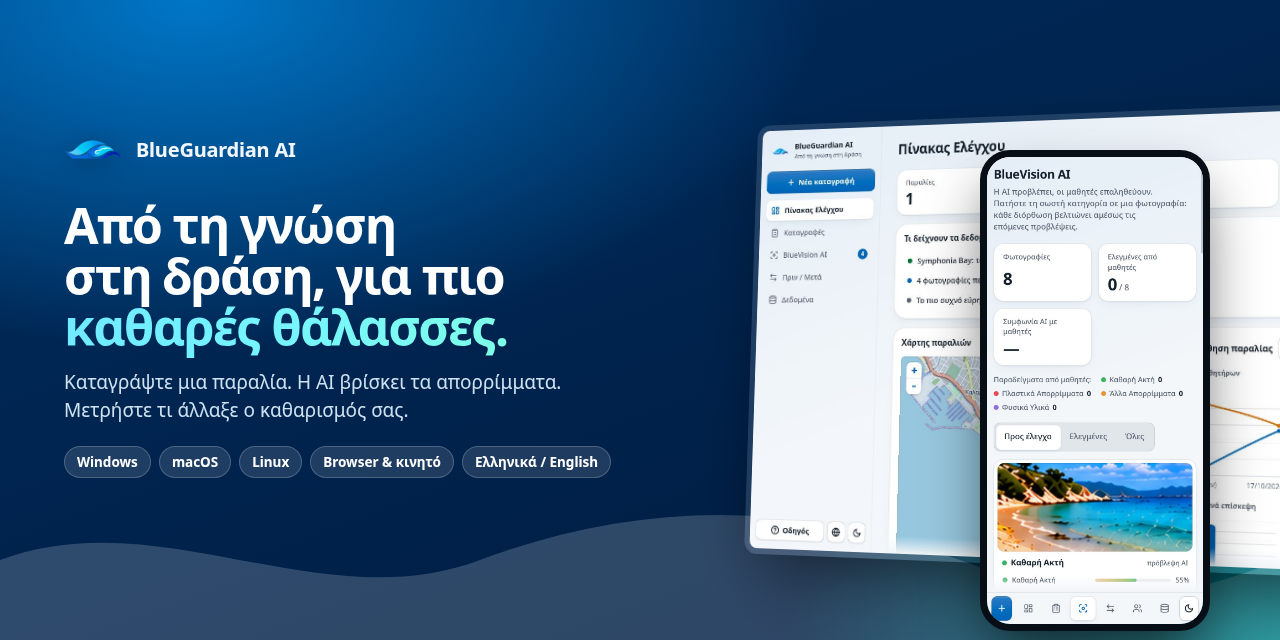 BlueGuardian AI
Από τη γνώση
στη δράση, για πιο
καθαρές θάλασσες.
Καταγράψτε μια παραλία. Η AI βρίσκει τα απορρίμματα.
Μετρήστε τι άλλαξε ο καθαρισμός σας.
Windows
macOS
Linux
Browser & κινητό
Ελληνικά / English
BlueGuardian AI
Από τη γνώση στη δράση
+ Νέα καταγραφή
Πίνακας Ελέγχου
Καταγραφές
BlueVision AI 4
Πριν / Μετά
Δεδομένα
Οδηγός
Πίνακας Ελέγχου
Παραλίες
1
Τι δείχνουν τα δεδο
Symphonia Bay:
4 φωτογραφίες
Το πιο συχνό
Χάρτης παραλιών
+
-
BlueVision AI
Η AI προβλέπει, οι μαθητές επαληθεύουν.
Πατήστε τη σωστή κατηγορία σε μια φωτογραφία:
κάθε διόρθωση βελτιώνει αμέσως τις
επόμενες προβλέψεις.
Φωτογραφίες
8
Ελεγμένες από
μαθητές
0 / 8
Συμφωνία AI με
μαθητές
—
Παραδείγματα από μαθητές:
Καθαρή Ακτή 0
Πλαστικά Απορρίμματα 0
Άλλα Απορρίμματα 0
Φυσικά Υλικά 0
Προς έλεγχο
Ελεγμένες
Όλες
Καθαρή Ακτή
πρόβλεψη AI
Καθαρή Ακτή
55%
+
παραλίας
17/10/202
επίσκεψη